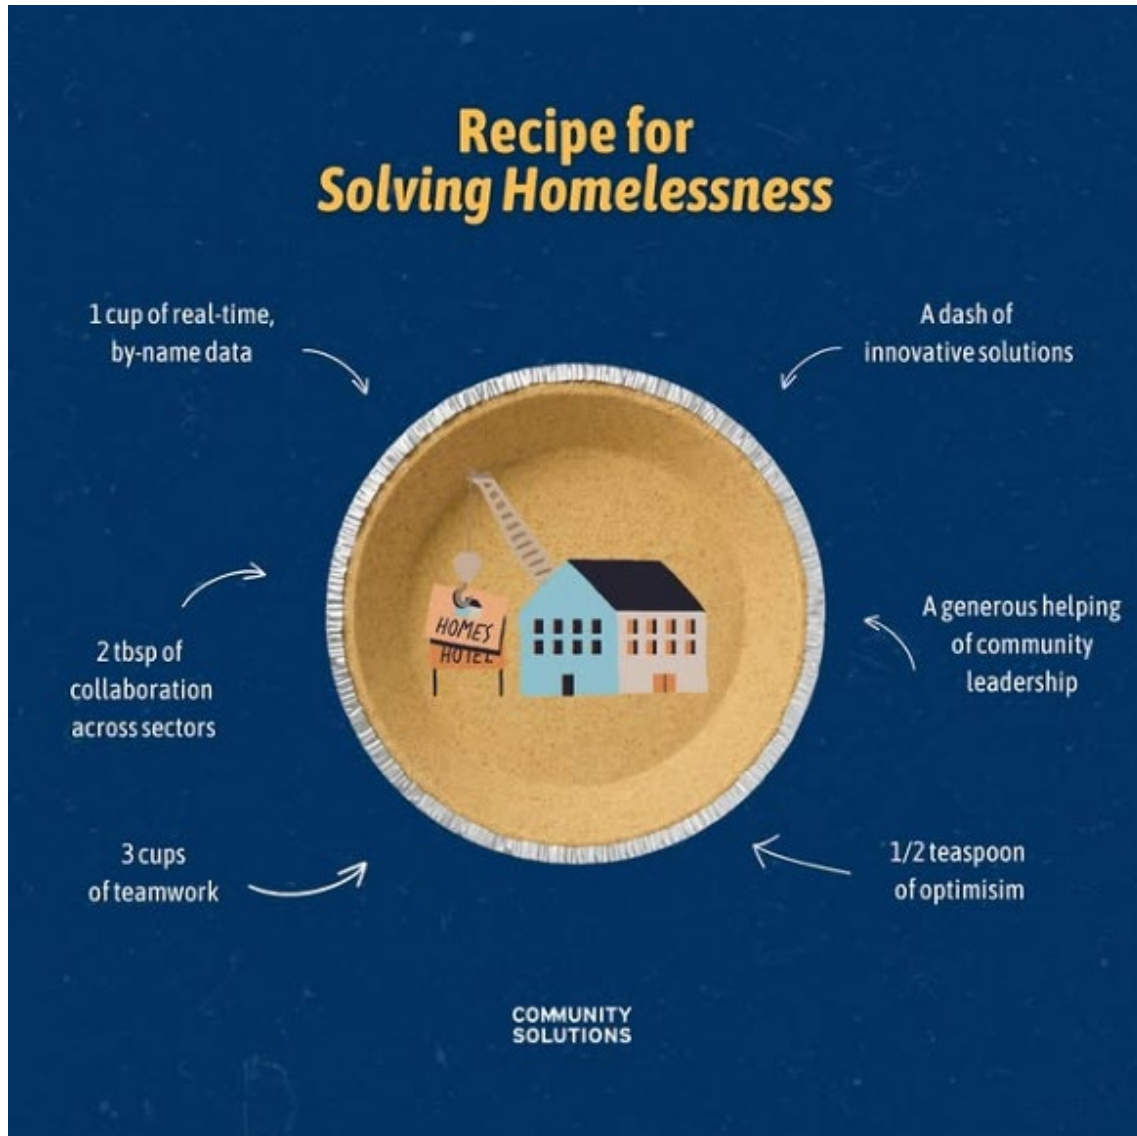 Recipe for
Solving Homelessness
1 cup of real-time,
by-name data
A dash of
innovative solutions
2 tbsp of
collaboration
across sectors
A generous helping
of community
leadership
HOMES
HOTEL
3 cups
of teamwork
1/2 teaspoon
of optimisim
COMMUNITY
SOLUTIONS